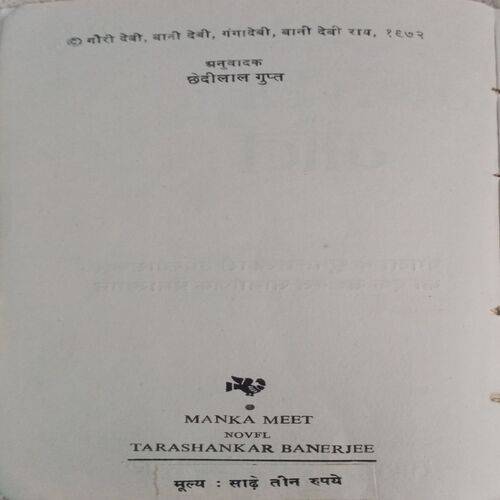 © गौरी देवी, बानी देवी, गंगादेवी, बानी देवी राय, १९७२
अनुवादक
छेदीलाल गुप्त
MANKA MEET
NOVEL
TARASHANKAR BANERJEE
मूल्य : साढ़े तीन रुपये